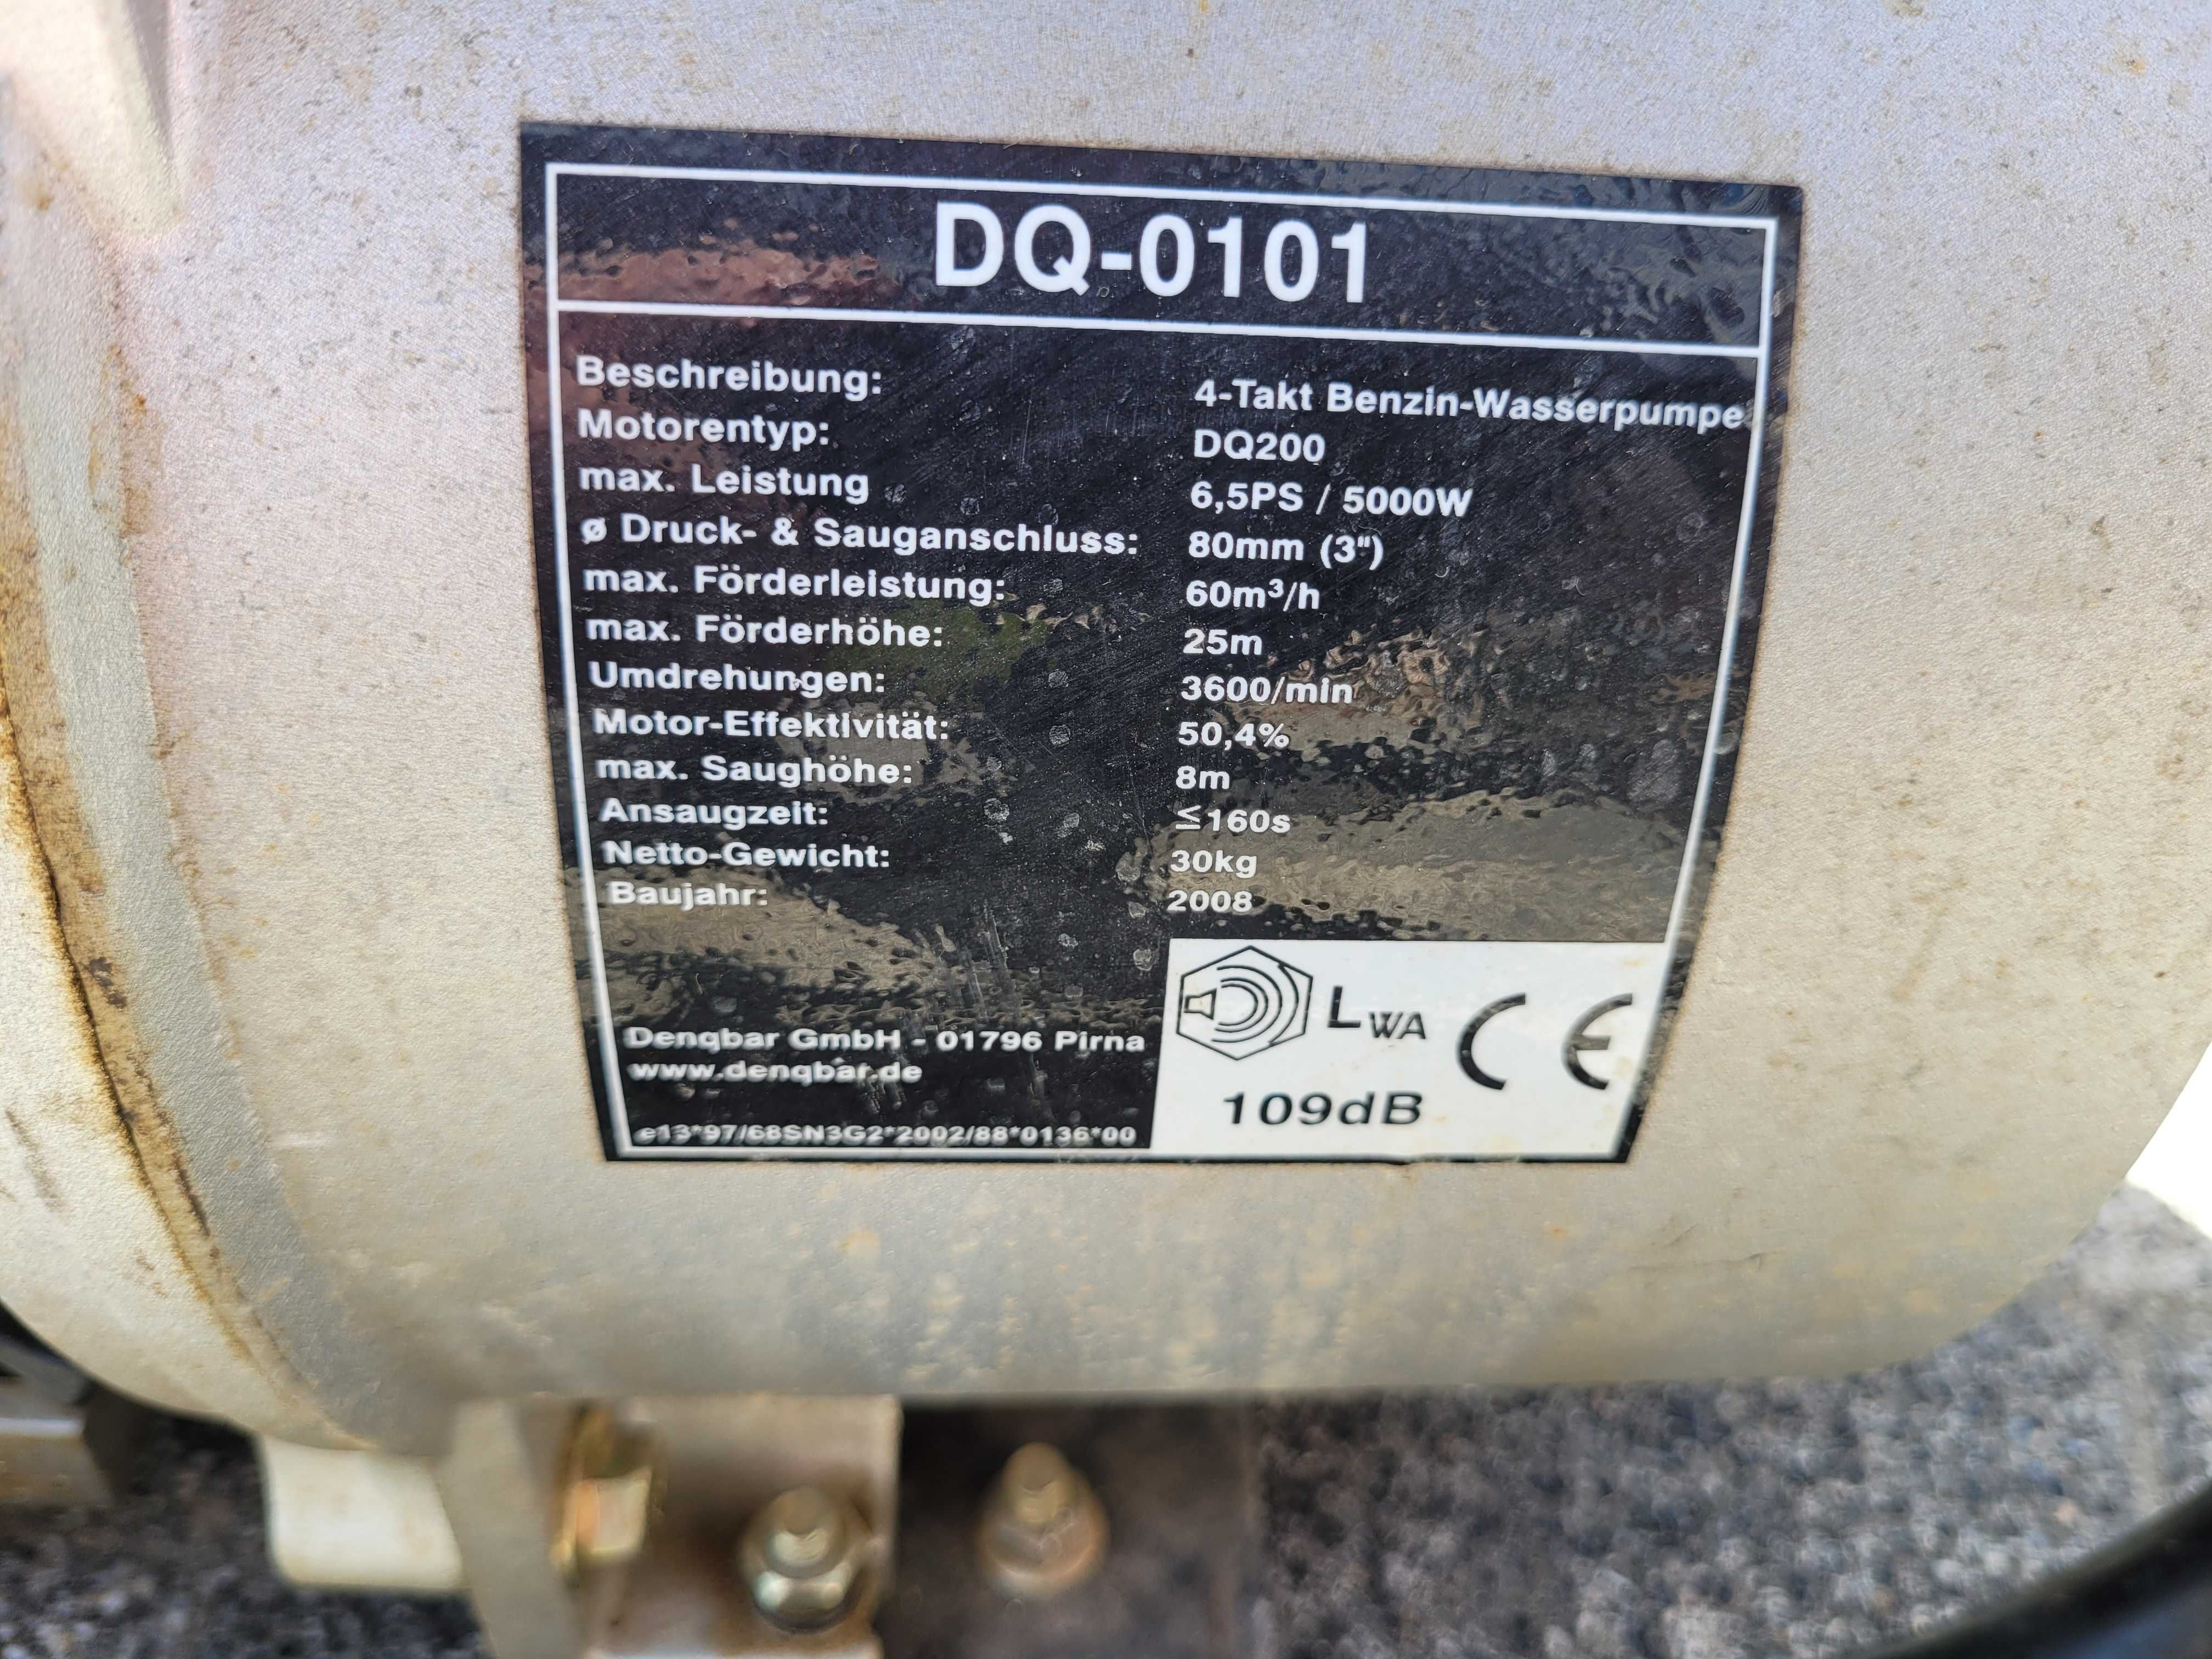 DQ-0101
Beschreibung: 4-Takt Benzin-Wasserpumpe
Motorentyp: DQ200
max. Leistung 6,5PS / 5000W
ø Druck- & Sauganschluss: 80mm (3")
max. Förderleistung: 60m³/h
max. Förderhöhe: 25m
Umdrehungen: 3600/min
Motor-Effektivität: 50,4%
max. Saughöhe: 8m
Ansaugzeit: ≤160s
Netto-Gewicht: 30kg
Baujahr: 2008
Denqbar GmbH - 01796 Pirna
www.denqbar.de
e13*97/68SN3G2*2002/88*0136*00
LWA CE
109dB